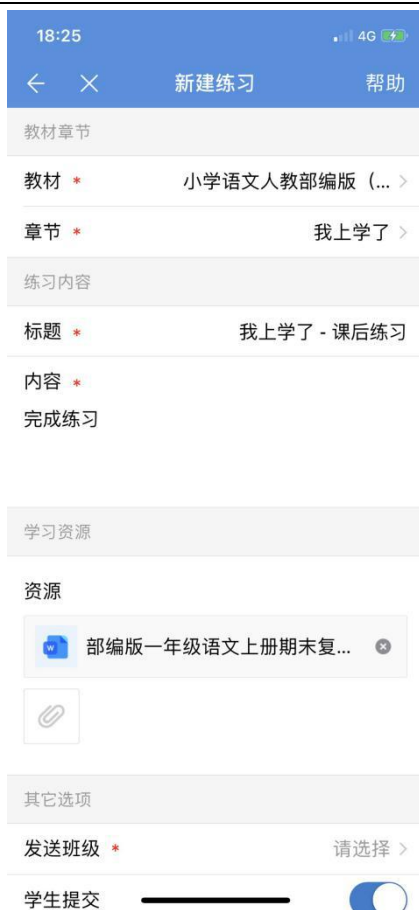 18:25 4G
新建练习 帮助
教材章节
教材 * 小学语文人教部编版（...
章节 * 我上学了
练习内容
标题 * 我上学了 - 课后练习
内容 *
完成练习
学习资源
资源
W 部编版一年级语文上册期末复...
其它选项
发送班级 * 请选择
学生提交